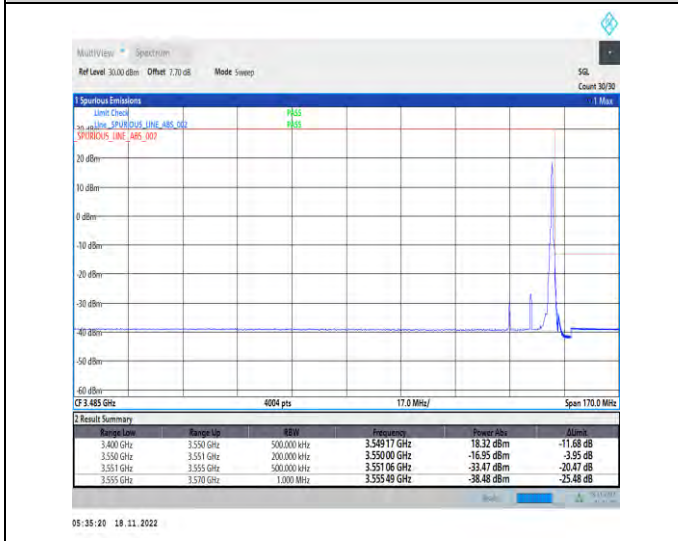 MultiView Spectrum
Ref Level 30.00 dBm Offset 7.70 dB Mode Sweep SGL
Count 30/30
1 Spurious Emissions 1 Max
Limit Check PASS
Line _SPURIOUS_LINE_ABS_002 PASS
_SPURIOUS_LINE_ABS_002
20 dBm
10 dBm
0 dBm
-10 dBm
-20 dBm
-30 dBm
-40 dBm
-50 dBm
-60 dBm
CF 3.485 GHz 4004 pts 17.0 MHz/ Span 170.0 MHz
2 Result Summary
Range Low Range Up RBW Frequency Power Abs ΔLimit
3.400 GHz 3.550 GHz 500.000 kHz 3.549 17 GHz 18.32 dBm -11.68 dB
3.550 GHz 3.551 GHz 200.000 kHz 3.550 00 GHz -16.95 dBm -3.95 dB
3.551 GHz 3.555 GHz 500.000 kHz 3.551 06 GHz -33.47 dBm -20.47 dB
3.555 GHz 3.570 GHz 1.000 MHz 3.555 49 GHz -38.48 dBm -25.48 dB
05:35:20 18.11.2022